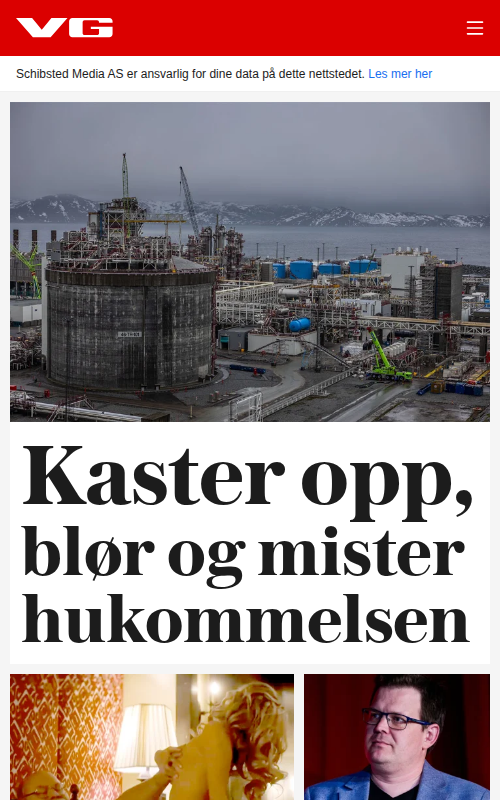 VG
Schibsted Media AS er ansvarlig for dine data på dette nettstedet. Les mer her
Kaster opp,
blør og mister
hukommelsen